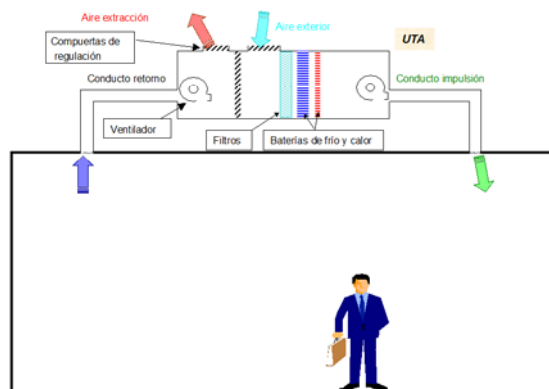 Aire extracción
Aire exterior
UTA
Compuertas de
regulación
Conducto retorno
Conducto impulsión
Ventilador
Filtros
Baterías de frío y calor